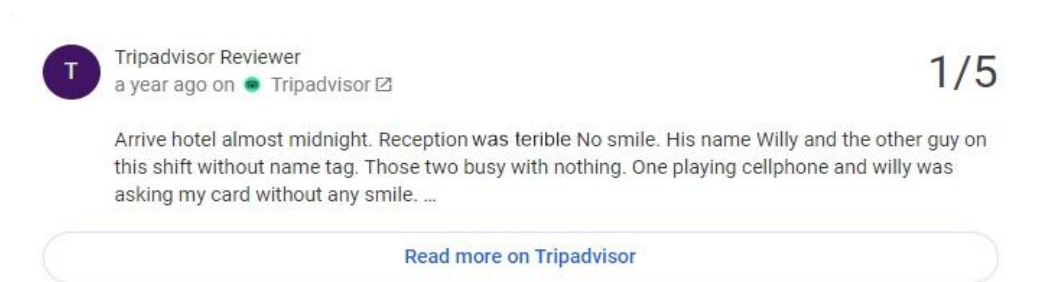 T
Tripadvisor Reviewer
1/5
a year ago on Tripadvisor
Arrive hotel almost midnight. Reception was terible No smile. His name Willy and the other guy on
this shift without name tag. Those two busy with nothing. One playing cellphone and willy was
asking my card without any smile. ...
Read more on Tripadvisor